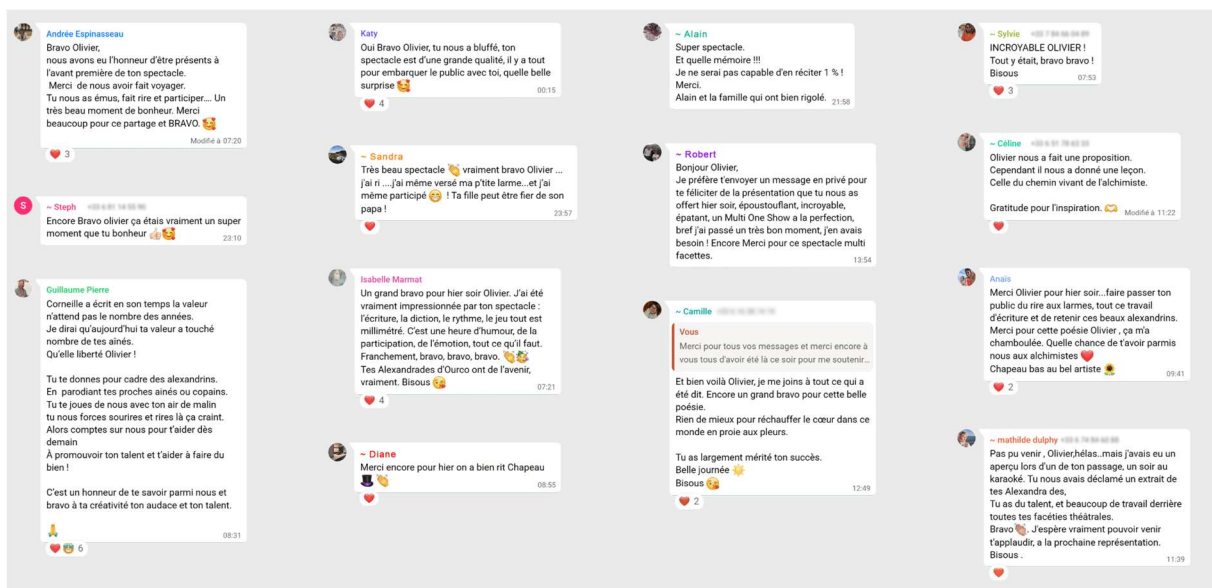 Andrée Espinasseau
Bravo Olivier,
nous avons eu l'honneur d'être présents à
l'avant première de ton spectacle.
Merci de nous avoir fait voyager.
Tu nous as émus, fait rire et participer.... Un
très beau moment de bonheur. Merci
beaucoup pour ce partage et BRAVO. 🥰
Modifié à 07:20
❤️ 3
S
~ Steph
Encore Bravo olivier ça étais vraiment un super
moment que tu bonheur 👍🏻🥰
23:10
Guillaume Pierre
Corneille a écrit en son temps la valeur
n'attend pas le nombre des années.
Je dirai qu'aujourd'hui ta valeur a touché
nombre de tes ainés.
Qu'elle liberté Olivier !
Tu te donnes pour cadre des alexandrins.
En parodiant tes proches ainés ou copains.
Tu te joues de nous avec ton air de malin
tu nous forces sourires et rires là ça craint.
Alors comptes sur nous pour t'aider dès
demain
À promouvoir ton talent et t'aider à faire du
bien !
C'est un honneur de te savoir parmi nous et
bravo à ta créativité ton audace et ton talent.
🙏
08:31
6
Katy
Oui Bravo Olivier, tu nous a bluffé, ton
spectacle est d'une grande qualité, il y a tout
pour embarquer le public avec toi, quelle belle
surprise 🥰
00:15
❤️ 4
~ Sandra
Très beau spectacle 👏 vraiment bravo Olivier ...
j'ai ri ....j'ai même versé ma p'tite larme...et j'ai
même participé 😁 ! Ta fille peut être fier de son
papa !
23:57
Isabelle Marmat
Un grand bravo pour hier soir Olivier. J'ai été
vraiment impressionnée par ton spectacle :
l'écriture, la diction, le rythme, le jeu tout est
millimétré. C'est une heure d'humour, de la
participation, de l'émotion, tout ce qu'il faut.
Franchement, bravo, bravo, bravo. 👏
Tes Alexandrades d'Ourco ont de l'avenir,
vraiment. Bisous 😘
07:21
❤️ 4
~ Diane
Merci encore pour hier on a bien rit Chapeau
🎩👏
08:55
~ Alain
Super spectacle.
Et quelle mémoire !!!
Je ne serai pas capable d'en réciter 1 % !
Merci.
Alain et la famille qui ont bien rigolé.
21:58
~ Robert
Bonjour Olivier,
Je préfère t'envoyer un message en privé pour
te féliciter de la présentation que tu nous as
offert hier soir, époustouflant, incroyable,
épatant, un Multi One Show a la perfection,
bref j'ai passé un très bon moment, j'en avais
besoin ! Encore Merci pour ce spectacle multi
facettes.
13:54
~ Camille
Vous
Merci pour tous vos messages et merci encore à
vous tous d'avoir été là ce soir pour me soutenir...
Et bien voilà Olivier, je me joins à tout ce qui a
été dit. Encore un grand bravo pour cette belle
poésie.
Rien de mieux pour réchauffer le cœur dans ce
monde en proie aux pleurs.
Tu as largement mérité ton succès.
Belle journée ☀️
Bisous 😘
12:49
❤️ 2
~ Sylvie
INCROYABLE OLIVIER !
Tout y était, bravo bravo !
Bisous
07:53
❤️ 3
~ Céline
Olivier nous a fait une proposition.
Cependant il nous a donné une leçon.
Celle du chemin vivant de l'alchimiste.
Gratitude pour l'inspiration. 🫶
Modifié à 11:22
Anaïs
Merci Olivier pour hier soir...faire passer ton
public du rire aux larmes, tout ce travail
d'écriture et de retenir ces beaux alexandrins.
Merci pour cette poésie Olivier , ça m'a
chamboulée. Quelle chance de t'avoir parmis
nous aux alchimistes ❤️
Chapeau bas au bel artiste 🌻
09:41
❤️ 2
~ mathilde dulphy
Pas pu venir , Olivier,hélas..mais j'avais eu un
aperçu lors d'un de ton passage, un soir au
karaoké. Tu nous avais déclamé un extrait de
tes Alexandra des,
Tu as du talent, et beaucoup de travail derrière
toutes tes facéties théâtrales.
Bravo👏. J'espère vraiment pouvoir venir
t'applaudir, a la prochaine représentation.
Bisous .
11:39